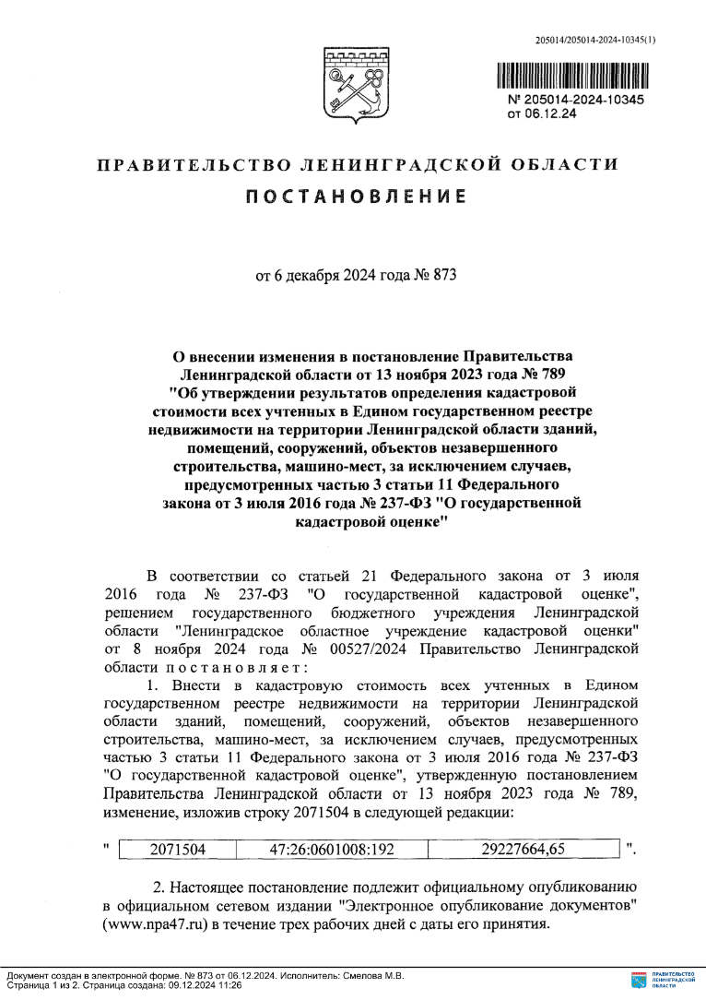 205014/205014-2024-10345(1)
№ 205014-2024-10345
от 06.12.24
ПРАВИТЕЛЬСТВО ЛЕНИНГРАДСКОЙ ОБЛАСТИ
ПОСТАНОВЛЕНИЕ
от 6 декабря 2024 года № 873
О внесении изменения в постановление Правительства
Ленинградской области от 13 ноября 2023 года № 789
"Об утверждении результатов определения кадастровой
стоимости всех учтенных в Едином государственном реестре
недвижимости на территории Ленинградской области зданий,
помещений, сооружений, объектов незавершенного
строительства, машино-мест, за исключением случаев,
предусмотренных частью 3 статьи 11 Федерального
закона от 3 июля 2016 года № 237-ФЗ "О государственной
кадастровой оценке"
В соответствии со статьей 21 Федерального закона от 3 июля
2016 года № 237-ФЗ "О государственной кадастровой оценке",
решением государственного бюджетного учреждения Ленинградской
области "Ленинградское областное учреждение кадастровой оценки"
от 8 ноября 2024 года № 00527/2024 Правительство Ленинградской
области п о с т а н о в л я е т :
1. Внести в кадастровую стоимость всех учтенных в Едином
государственном реестре недвижимости на территории Ленинградской
области зданий, помещений, сооружений, объектов незавершенного
строительства, машино-мест, за исключением случаев, предусмотренных
частью 3 статьи 11 Федерального закона от 3 июля 2016 года № 237-ФЗ
"О государственной кадастровой оценке", утвержденную постановлением
Правительства Ленинградской области от 13 ноября 2023 года № 789,
изменение, изложив строку 2071504 в следующей редакции:
" 2071504 47:26:0601008:192 29227664,65 ".
2. Настоящее постановление подлежит официальному опубликованию
в официальном сетевом издании "Электронное опубликование документов"
(www.npa47.ru) в течение трех рабочих дней с даты его принятия.
Документ создан в электронной форме. № 873 от 06.12.2024. Исполнитель: Смелова М.В.
Страница 1 из 2. Страница создана: 09.12.2024 11:26
ПРАВИТЕЛЬСТВО
ЛЕНИНГРАДСКОЙ
ОБЛАСТИ